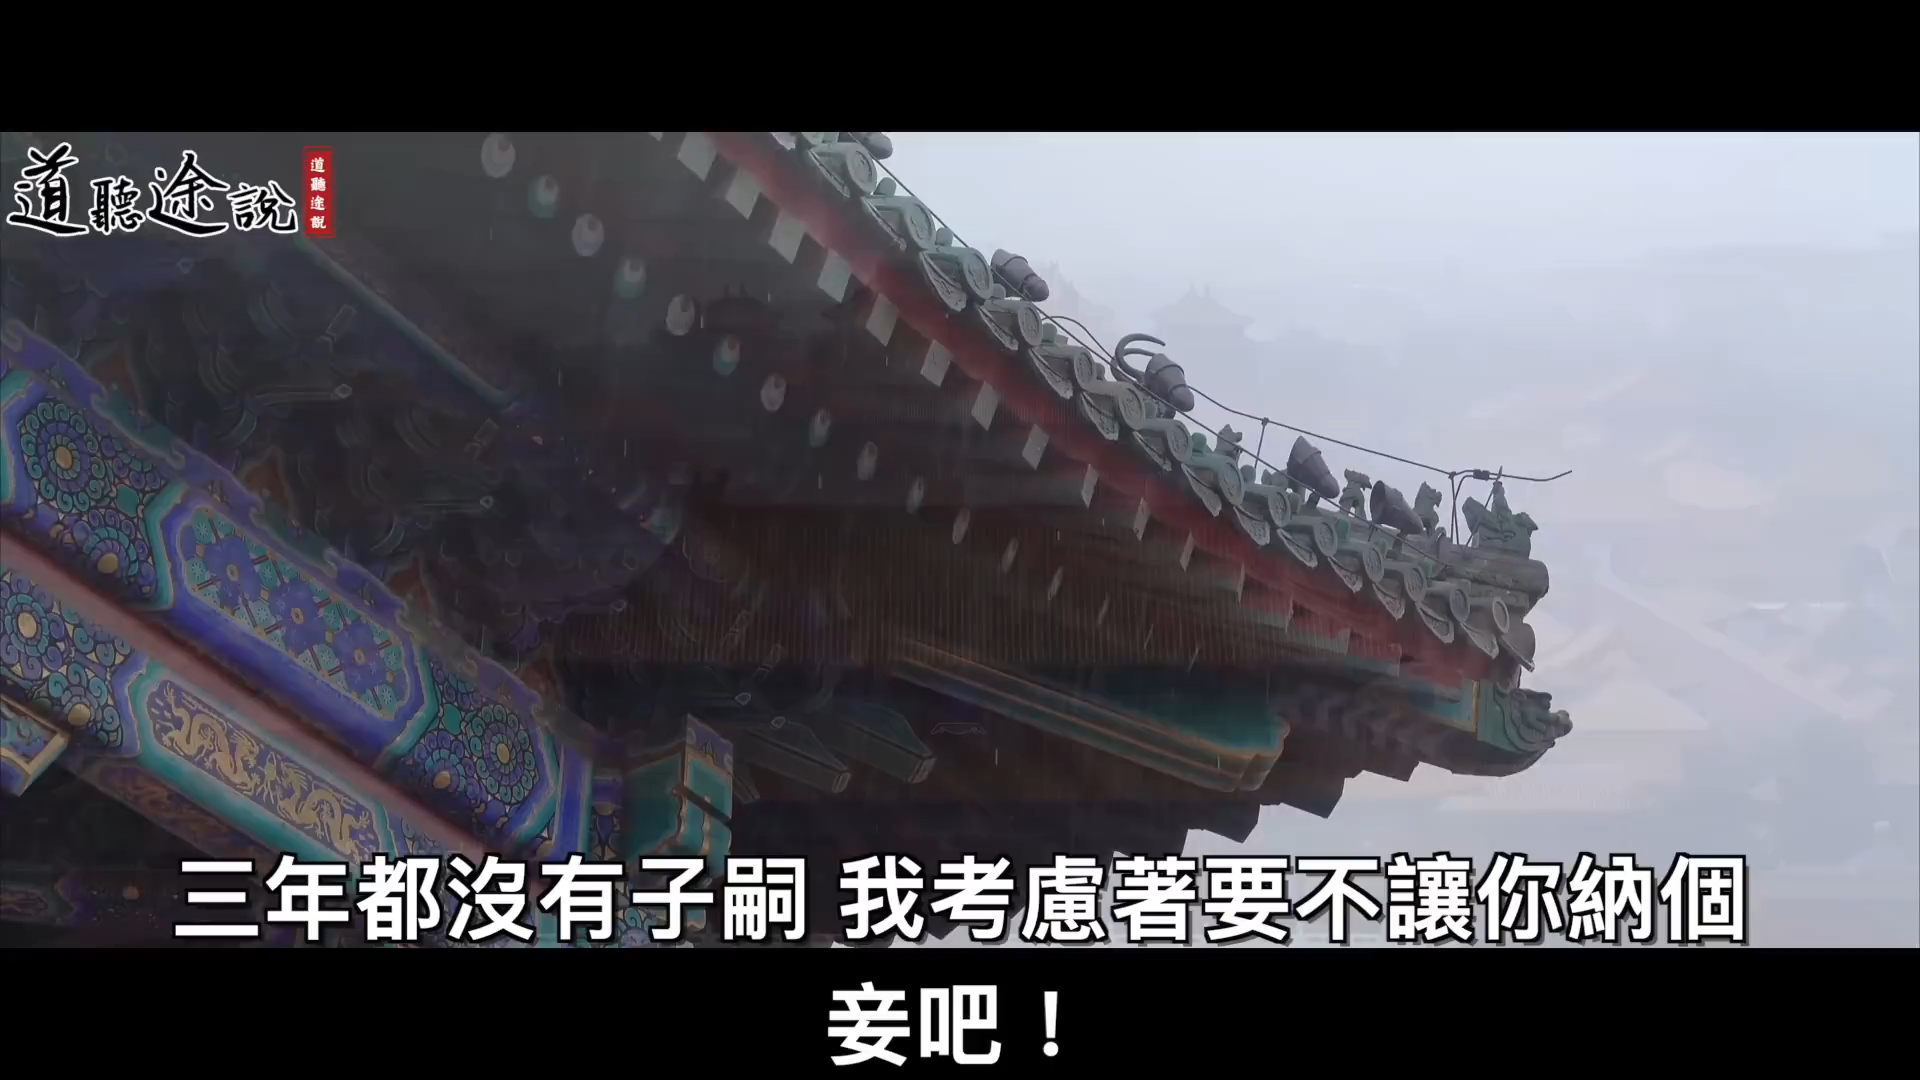 道聽途說
道聽途說
三年都沒有子嗣 我考慮著要不讓你納個
妾吧！